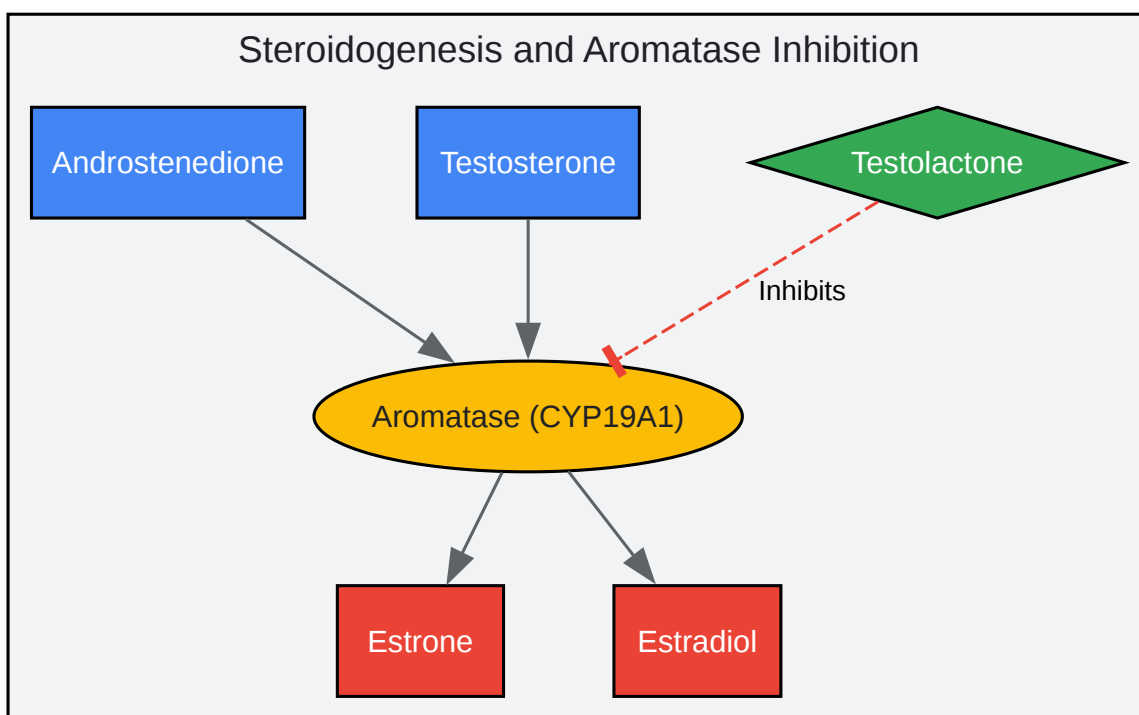 Steroidogenesis and Aromatase Inhibition
Androstenedione
Testosterone
Testolactone
Inhibits
Aromatase (CYP19A1)
Estrone
Estradiol